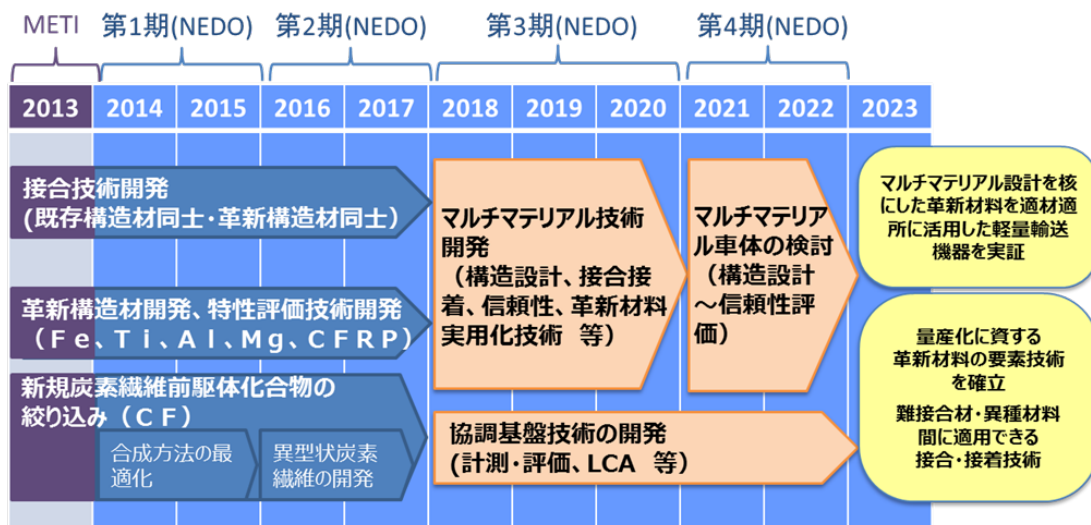 METI
第1期(NEDO)
第2期(NEDO)
第3期(NEDO)
第4期(NEDO)
2013
2014
2015
2016
2017
2018
2019
2020
2021
2022
2023
接合技術開発
(既存構造材同士・革新構造材同士)
革新構造材開発、特性評価技術開発
（Ｆｅ、Ｔｉ、Ａｌ、Ｍｇ、ＣＦＲＰ）
新規炭素繊維前駆体化合物の
絞り込み（ＣＦ）
合成方法の最
適化
異型状炭素
繊維の開発
マルチマテリアル技術
開発
（構造設計、接合接
着、信頼性、革新材料
実用化技術　等）
マルチマテリア
ル車体の検討
（構造設計
～信頼性評
価）
協調基盤技術の開発
(計測・評価、LCA　等）
マルチマテリアル設計を核
にした革新材料を適材適
所に活用した軽量輸送
機器を実証
量産化に資する
革新材料の要素技術
を確立
難接合材・異種材料
間に適用できる
接合・接着技術